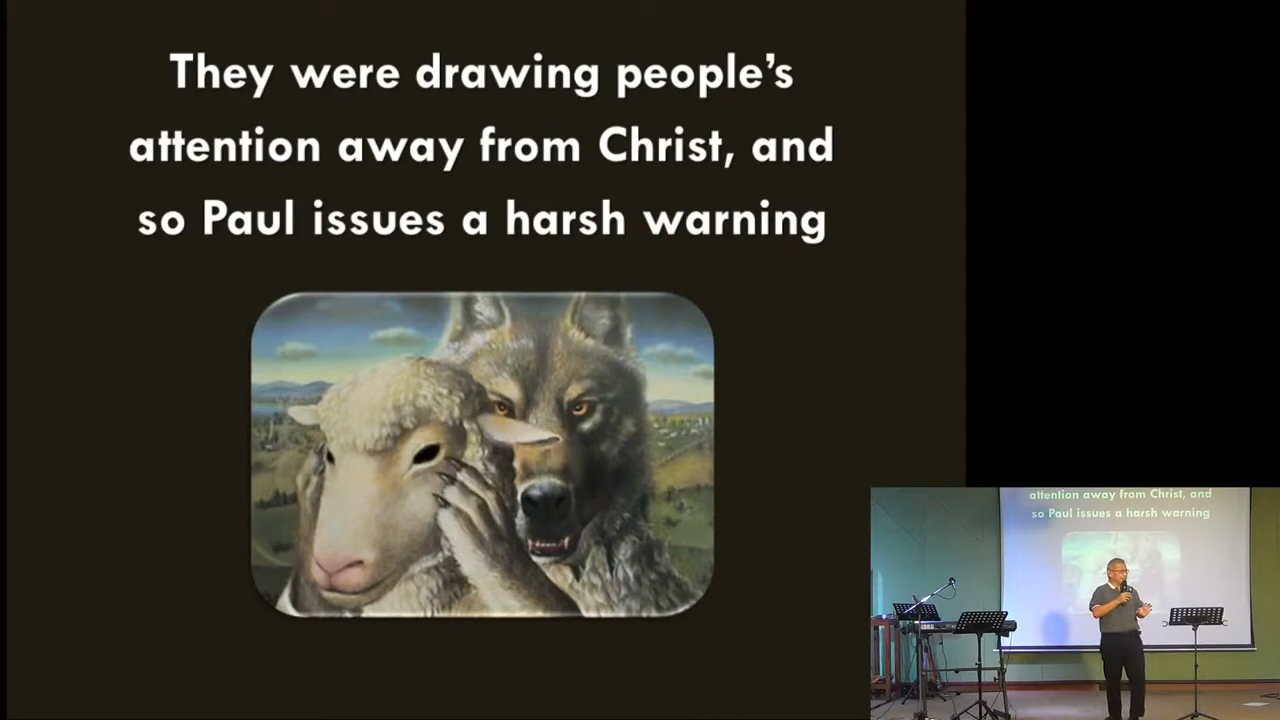 They were drawing people’s
attention away from Christ, and
so Paul issues a harsh warning
attention away from Christ, and
so Paul issues a harsh warning
KORG